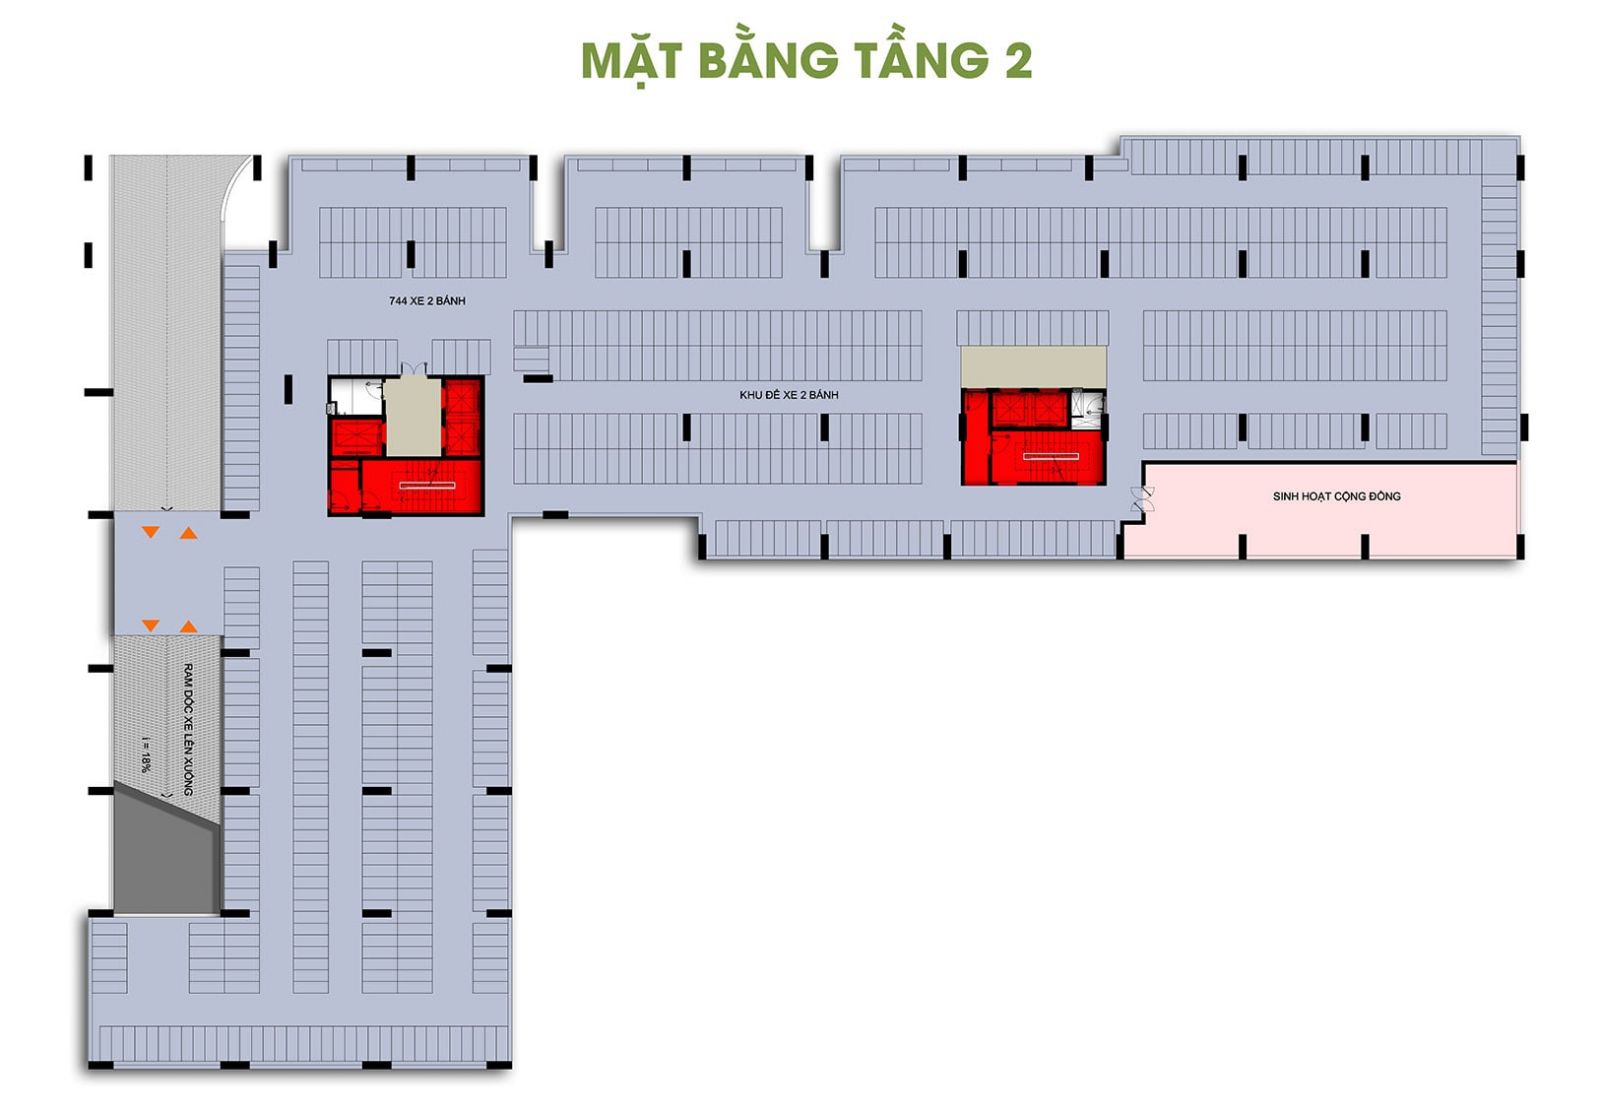 MẶT BẰNG TẦNG 2
744 XE 2 BÁNH
KHU ĐỂ XE 2 BÁNH
SINH HOẠT CỘNG ĐỒNG
RAM DỐC XE LÊN XUỐNG
i = 18%